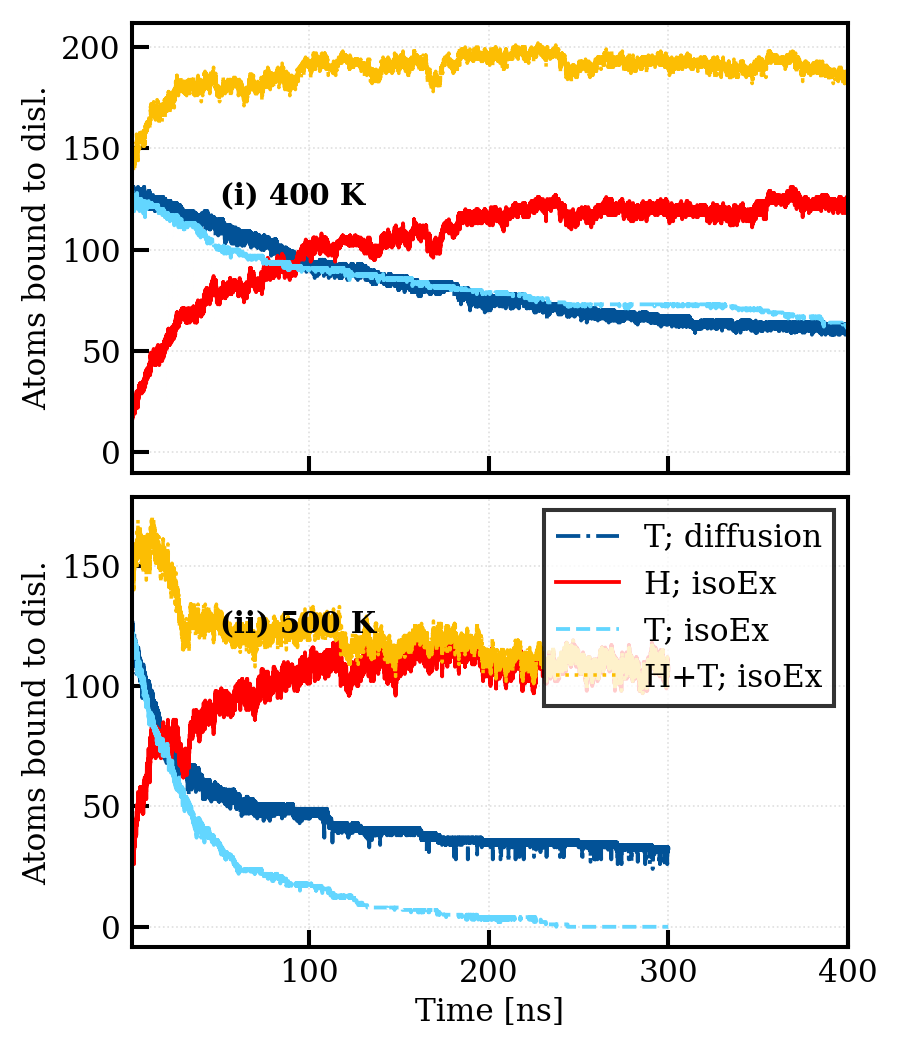 200
150
100
50
0
Atoms bound to disl.
(i) 400 K
150
100
50
0
Atoms bound to disl.
(ii) 500 K
T; diffusion
H; isoEx
T; isoEx
H+T; isoEx
100 200 300 400
Time [ns]